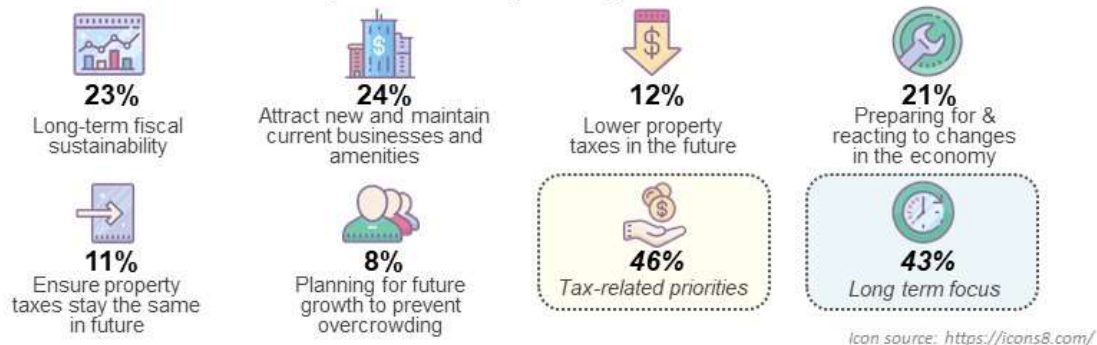 23%
Long-term fiscal
sustainability
24%
Attract new and maintain
current businesses and
amenities
12%
Lower property
taxes in the future
21%
Preparing for &
reacting to changes
in the economy
11%
Ensure property
taxes stay the same
in future
8%
Planning for future
growth to prevent
overcrowding
46%
Tax-related priorities
43%
Long term focus
Icon source: https://icons8.com/